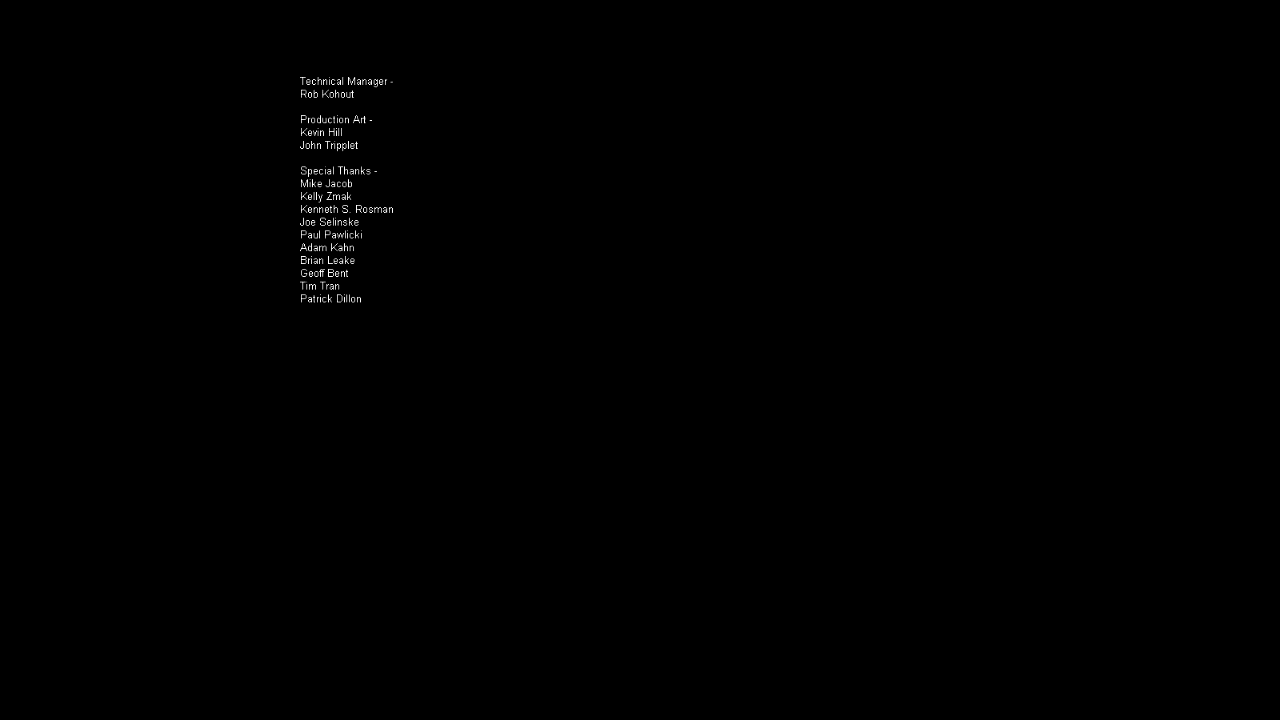 Technical Manager -
Rob Kohout
Production Art -
Kevin Hill
John Tripplet
Special Thanks -
Mike Jacob
Kelly Zmak
Kenneth S. Rosman
Joe Selinske
Paul Pawlicki
Adam Kahn
Brian Leake
Geoff Bent
Tim Tran
Patrick Dillon